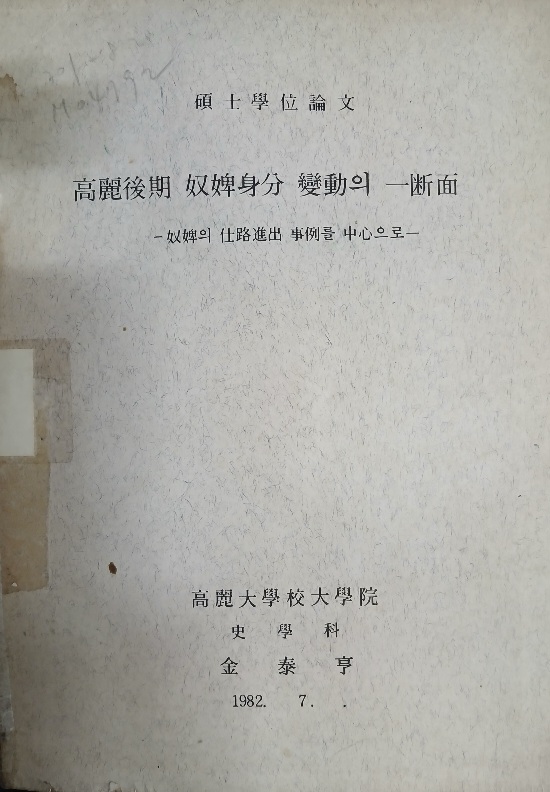 碩士學位論文
高麗後期 奴婢身分 變動의 一断面
-奴婢의 仕路進出 事例를 中心으로-
高麗大學校大學院
史學科
金泰亨
1982. 7. .